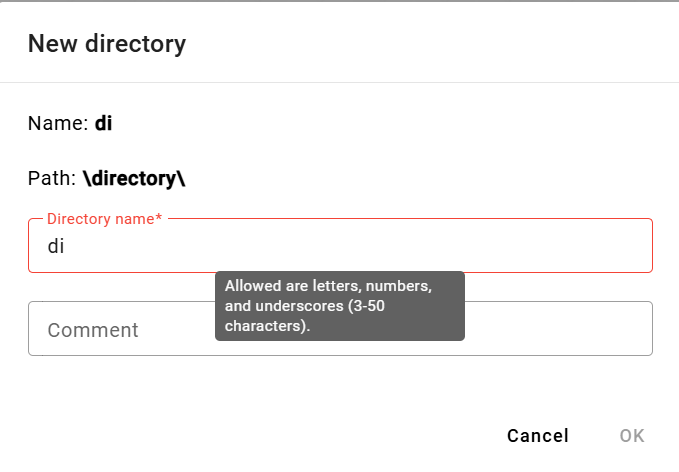 New directory
Name: di
Path: \directory\
Directory name*
di
Allowed are letters, numbers,
and underscores (3-50
characters).
Comment
Cancel OK